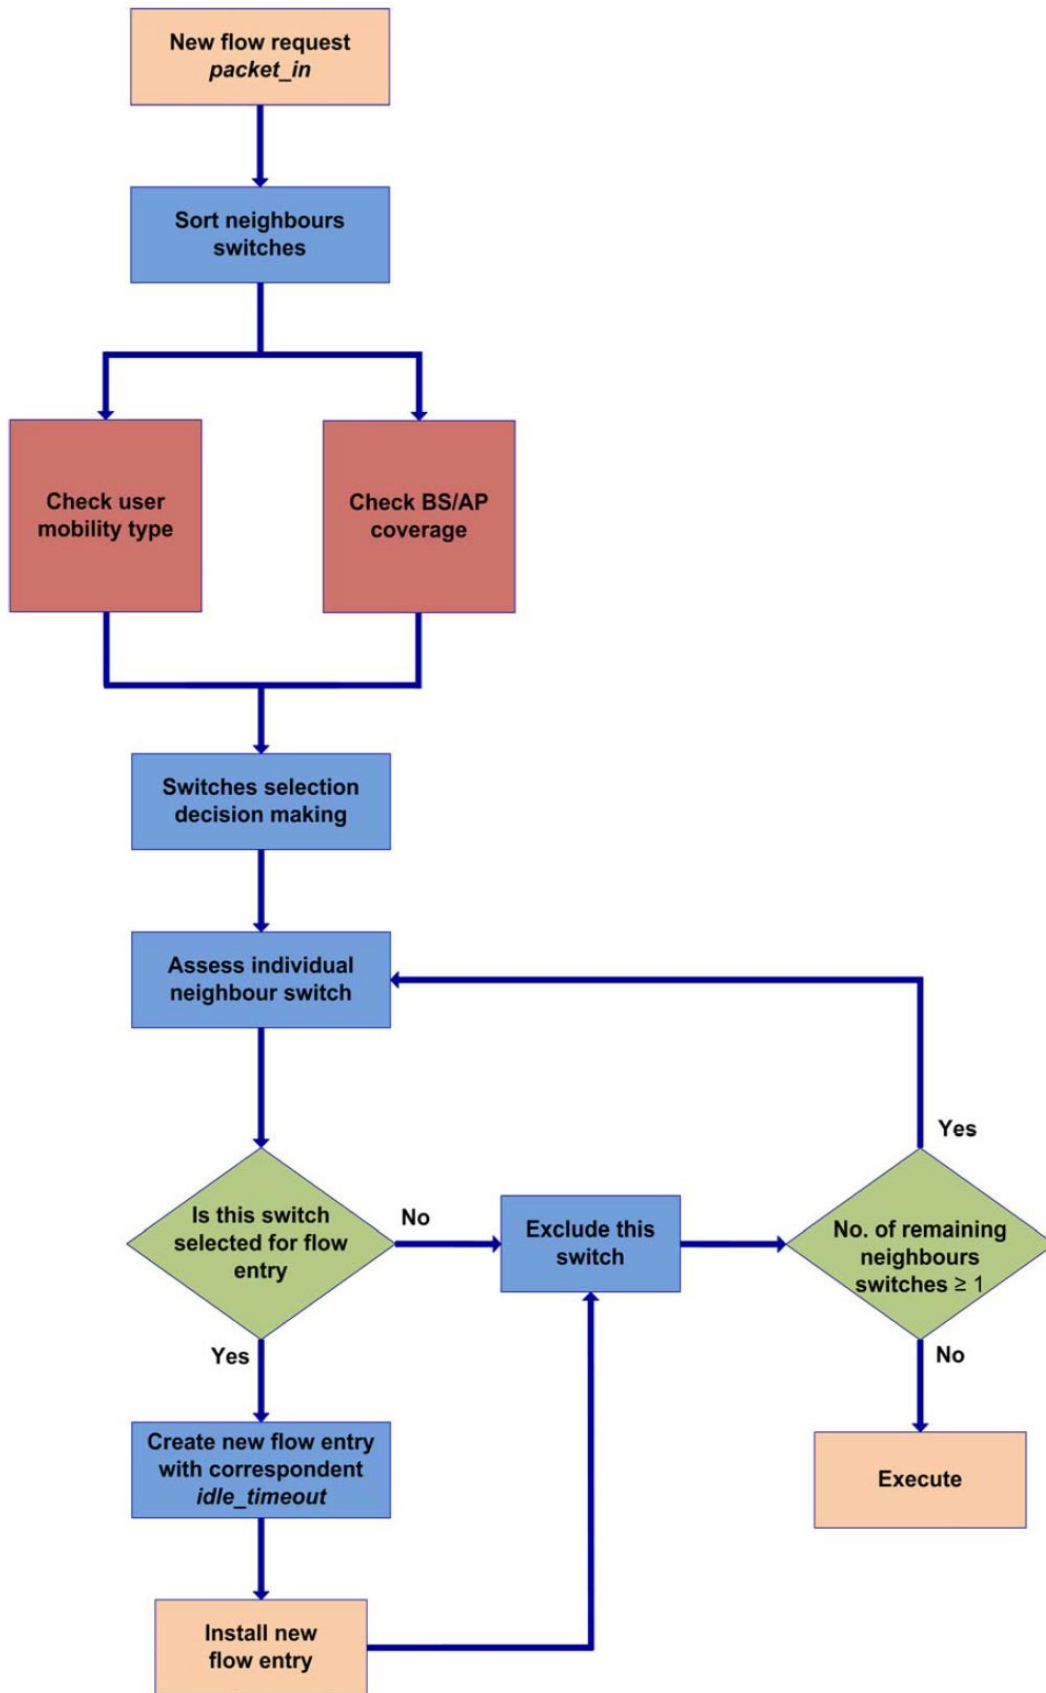 New flow request
packet_in
Sort neighbours
switches
Check user
mobility type
Check BS/AP
coverage
Switches selection
decision making
Assess individual
neighbour switch
Yes
Is this switch
selected for flow
entry
No
Exclude this
switch
No. of remaining
neighbours
switches ≥ 1
Yes
No
Create new flow entry
with correspondent
idle_timeout
Execute
Install new
flow entry